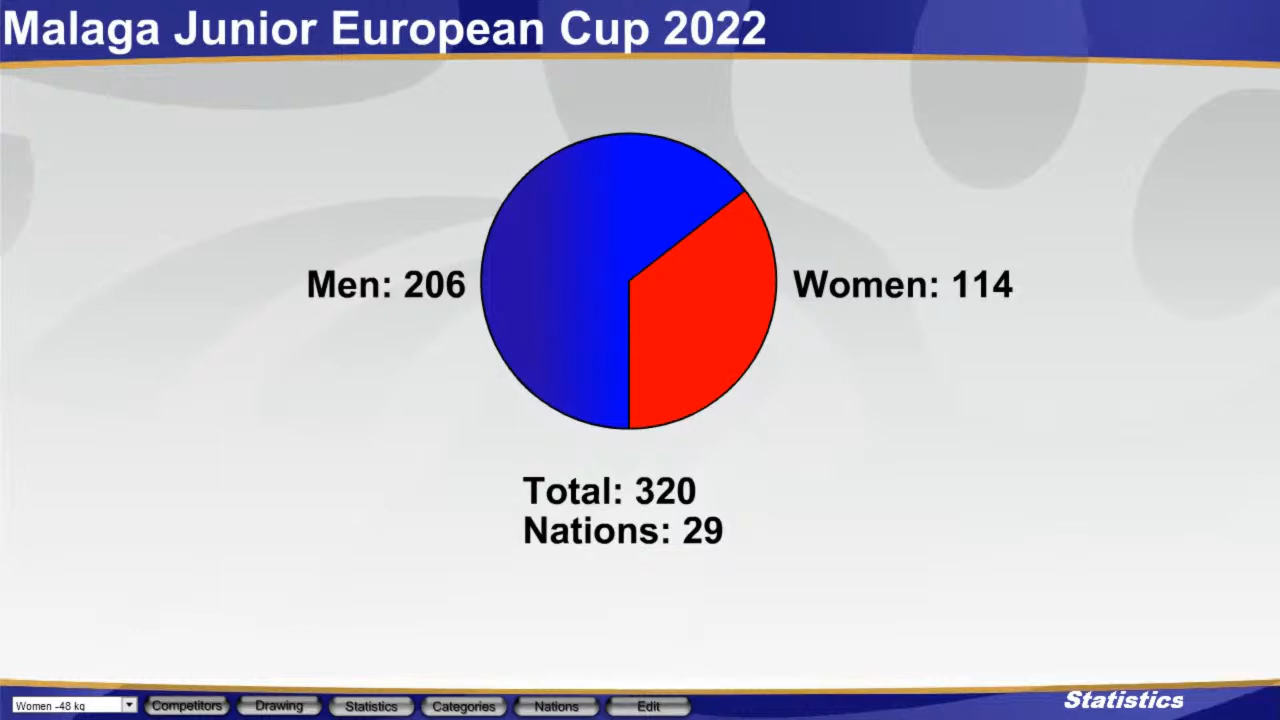 Malaga Junior European Cup 2022
Men: 206
Women: 114
Total: 320
Nations: 29
Women -48 kg
Competitors
Drawing
Statistics
Categories
Nations
Edit
Statistics